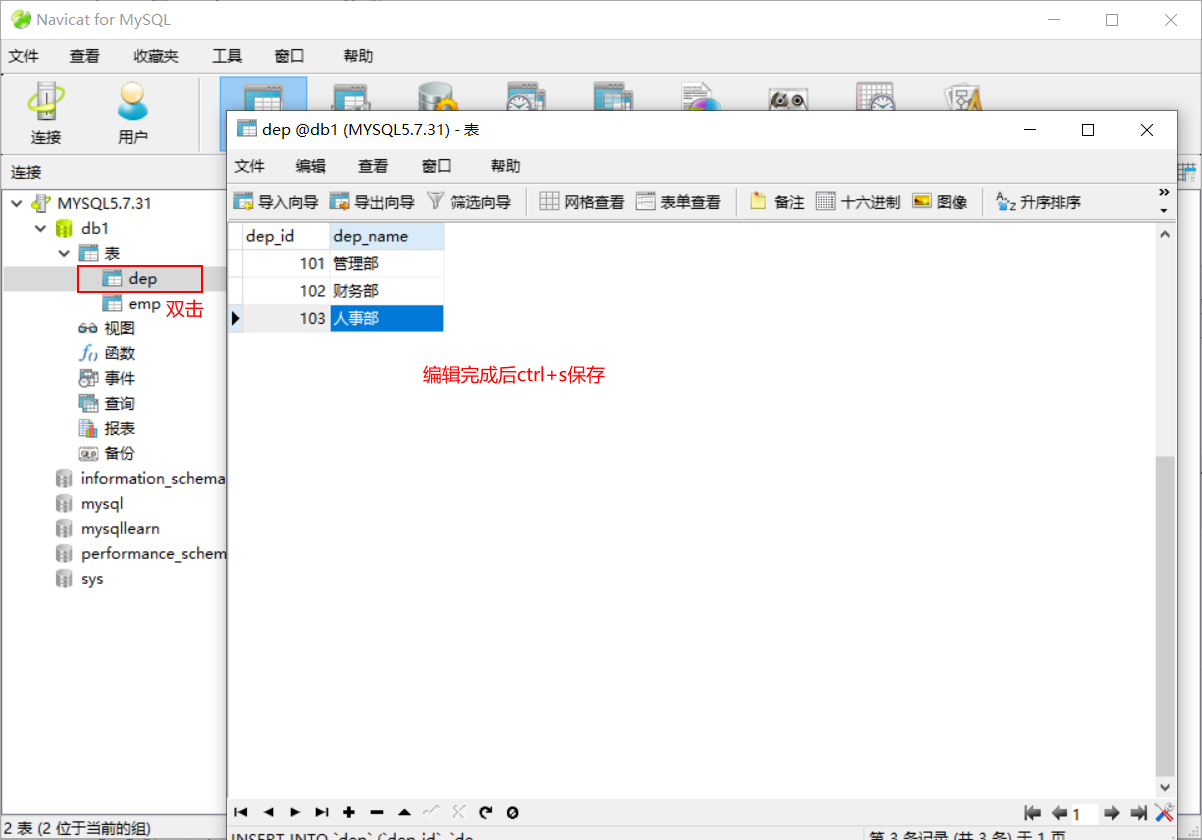 Navicat for MySQL
文件 查看 收藏夹 工具 窗口 帮助
连接 用户
连接
MYSQL5.7.31
db1
表
dep
emp
双击
视图
函数
事件
查询
报表
备份
information_schema
mysql
mysqllearn
performance_schem
sys
2 表 (2 位于当前的组)
dep @db1 (MYSQL5.7.31) - 表
文件 编辑 查看 窗口 帮助
导入向导 导出向导 筛选向导 网格查看 表单查看 备注 十六进制 图像 升序排序
dep_id dep_name
101 管理部
102 财务部
103 人事部
编辑完成后ctrl+s保存
1
INSERT INTO `dep` (`dep_id`, `de
第 3 条记录 (共 3 条) 于 1 页